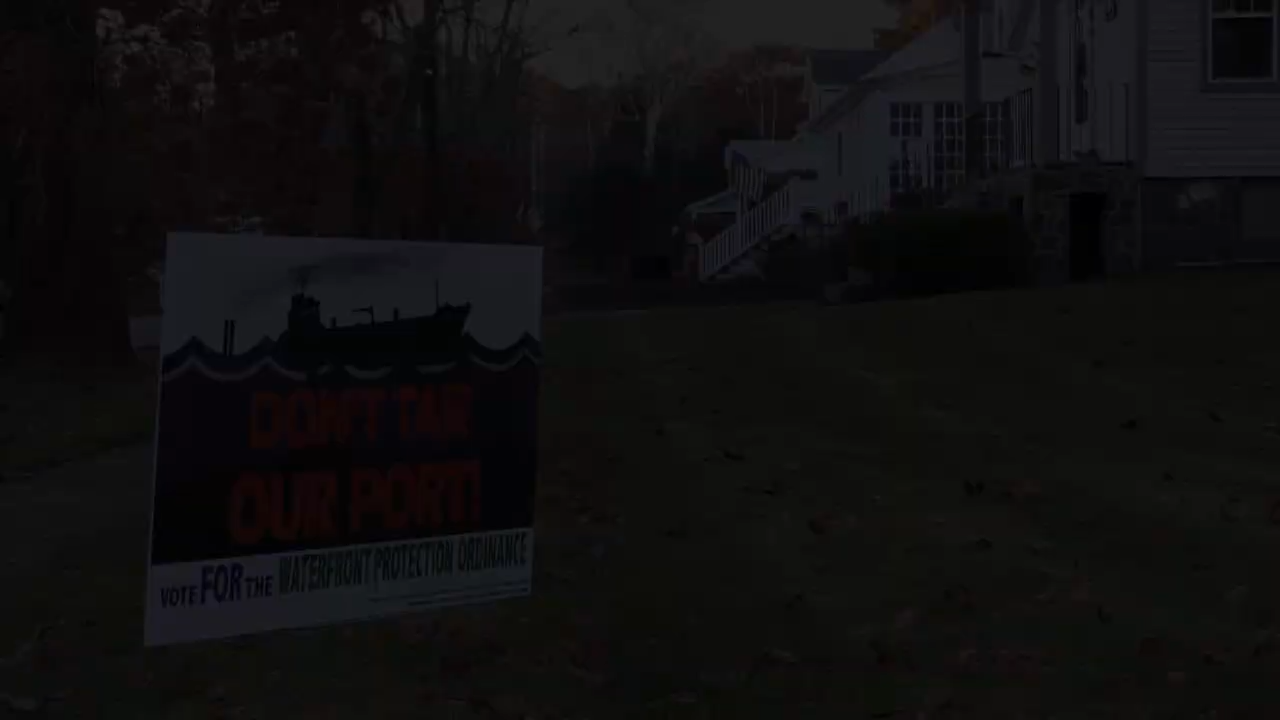 DON'T TAR
OUR PORT!
VOTE FOR THE WATERFRONT PROTECTION ORDINANCE